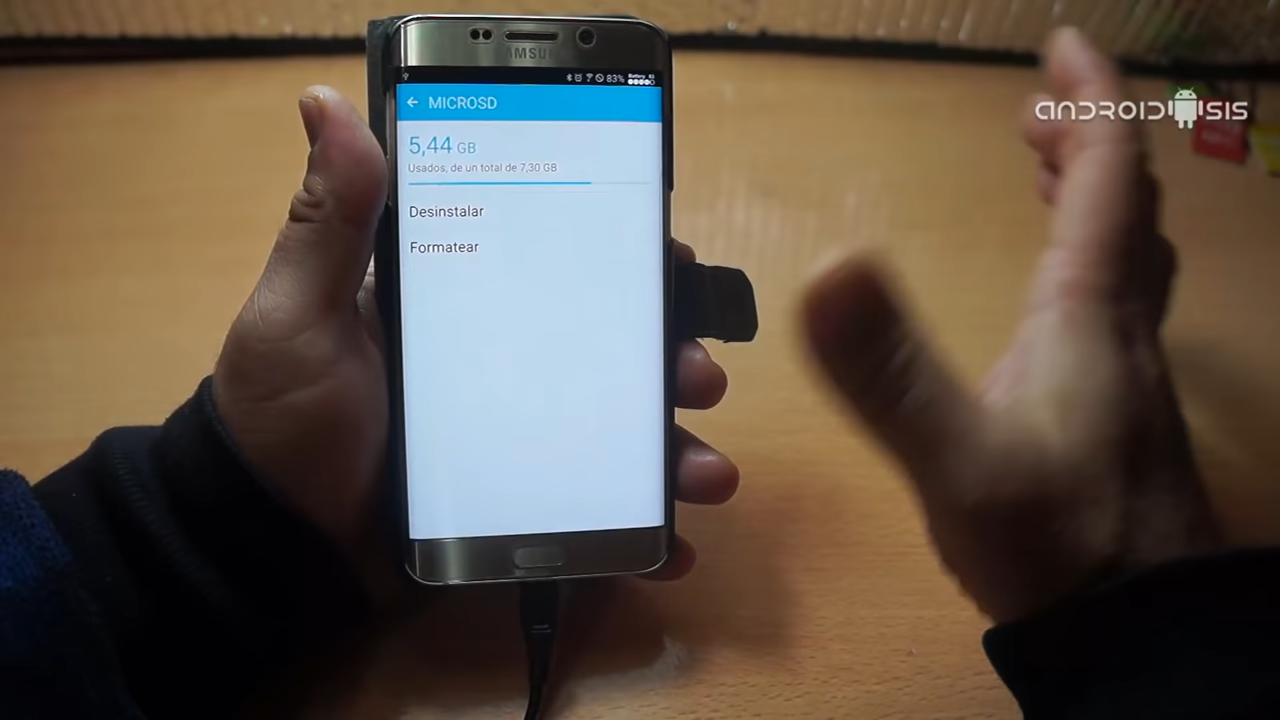 SAMSUNG
83%
MICROSD
ANDROIDSIS
5,44 GB
Usados, de un total de 7,30 GB
Desinstalar
Formatear